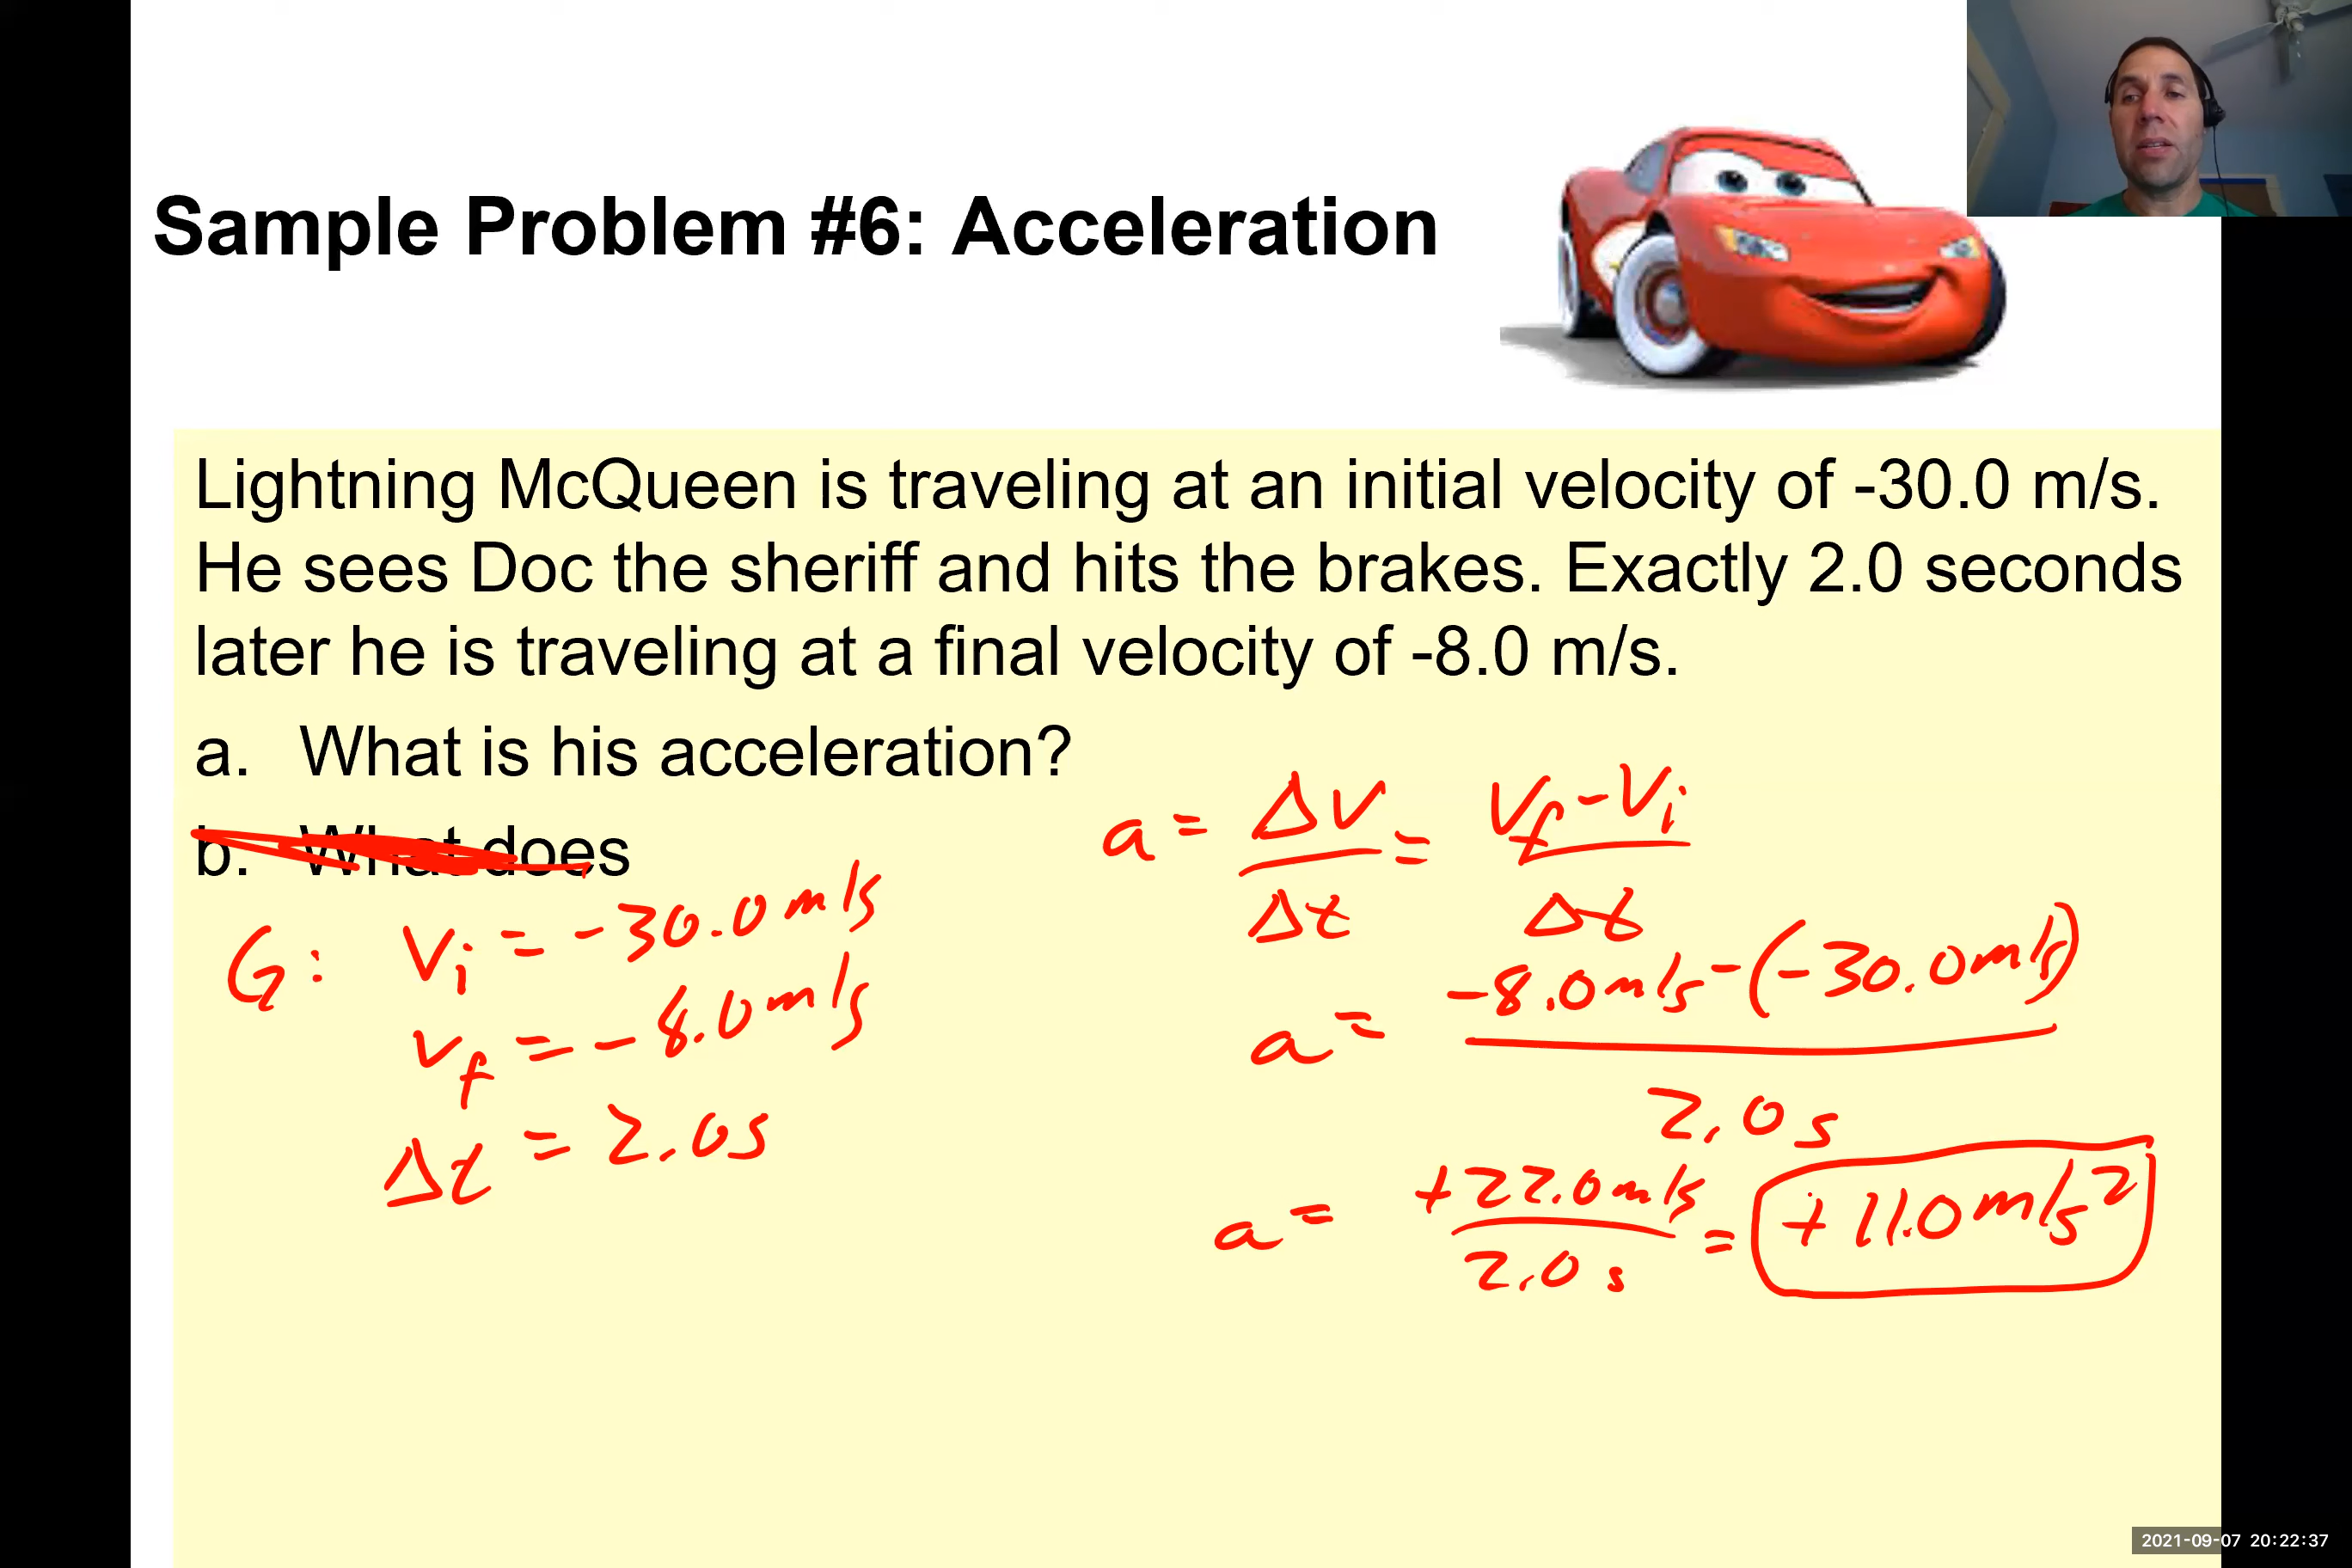 Sample Problem #6: Acceleration
Lightning McQueen is traveling at an initial velocity of -30.0 m/s.
He sees Doc the sheriff and hits the brakes. Exactly 2.0 seconds
later he is traveling at a final velocity of -8.0 m/s.
a. What is his acceleration?
b. What does
a = Δv/Δt = vf-vi/Δt
G: vi = -30.0m/s
vf = -8.0m/s
Δt = 2.0s
a = -8.0m/s-(-30.0m/s)/2.0s
a = +22.0m/s/2.0s = +11.0m/s²
2021-09-07 20:22:37